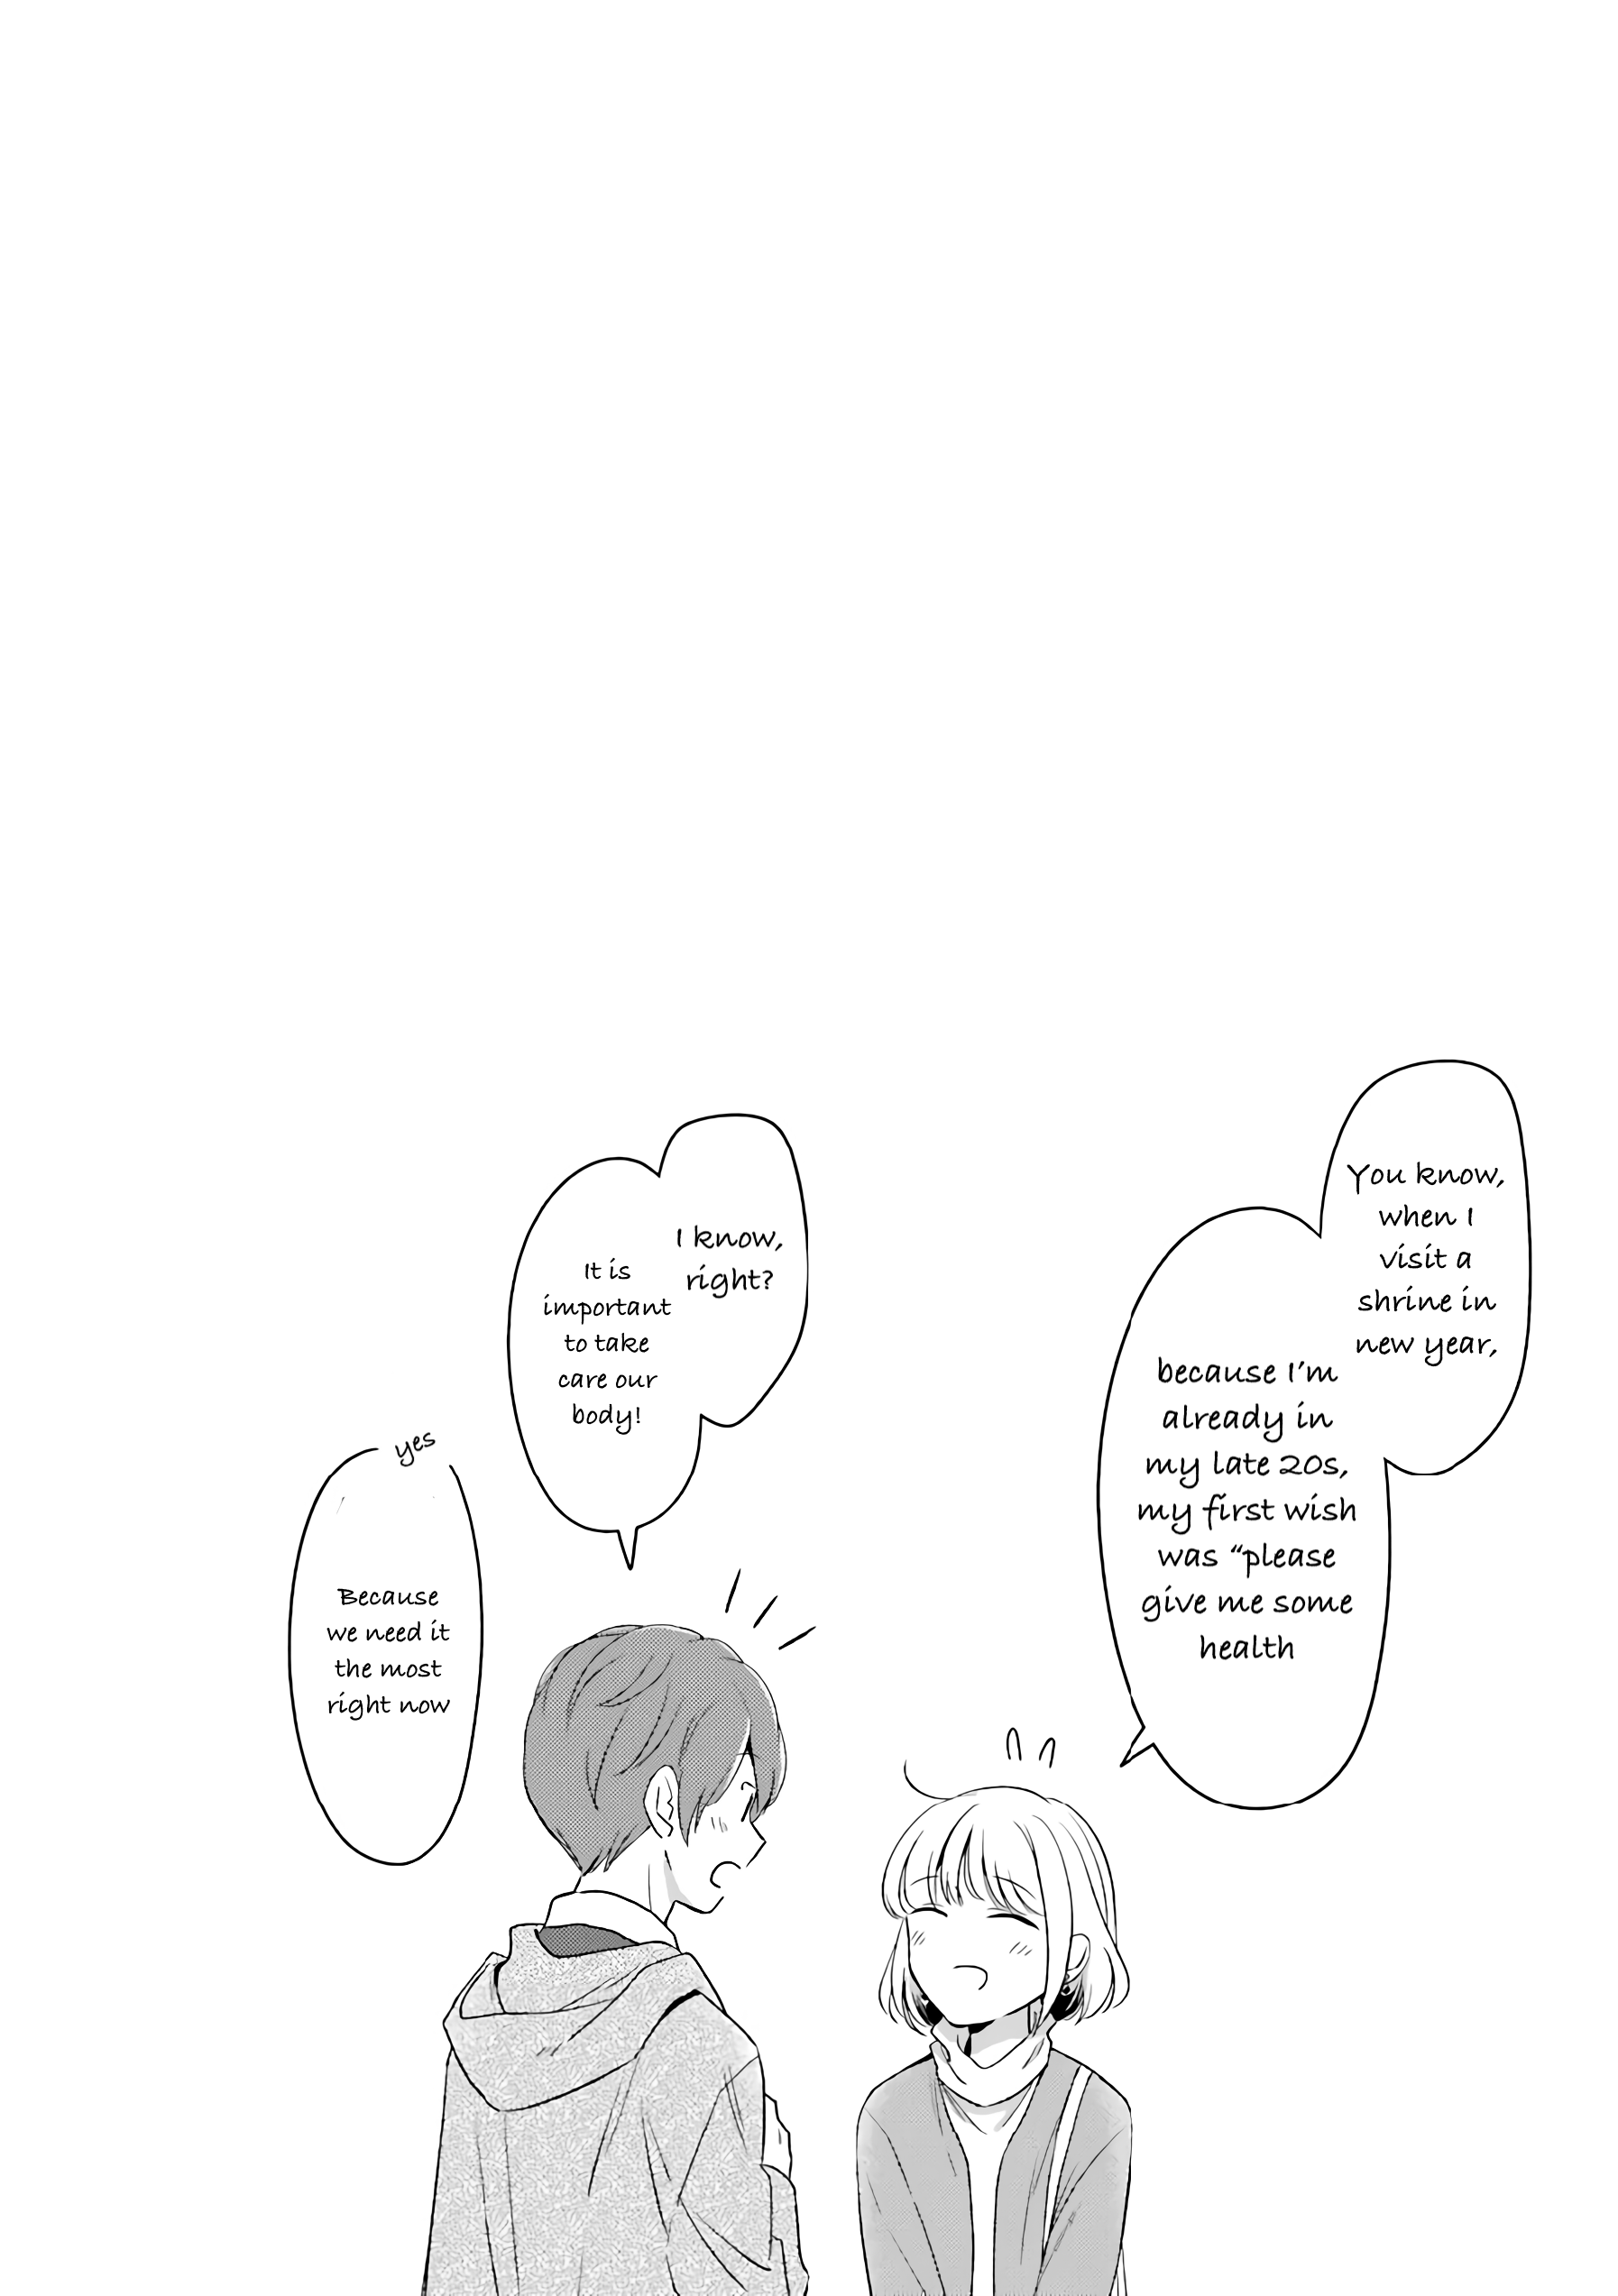 You know,
when I
visit a
shrine in
new year,
because I'm
already in
my late 20s,
my first wish
was "please
give me some
health
I know,
right?
It is
important
to take
care our
body!
yes
Because
we need it
the most
right now